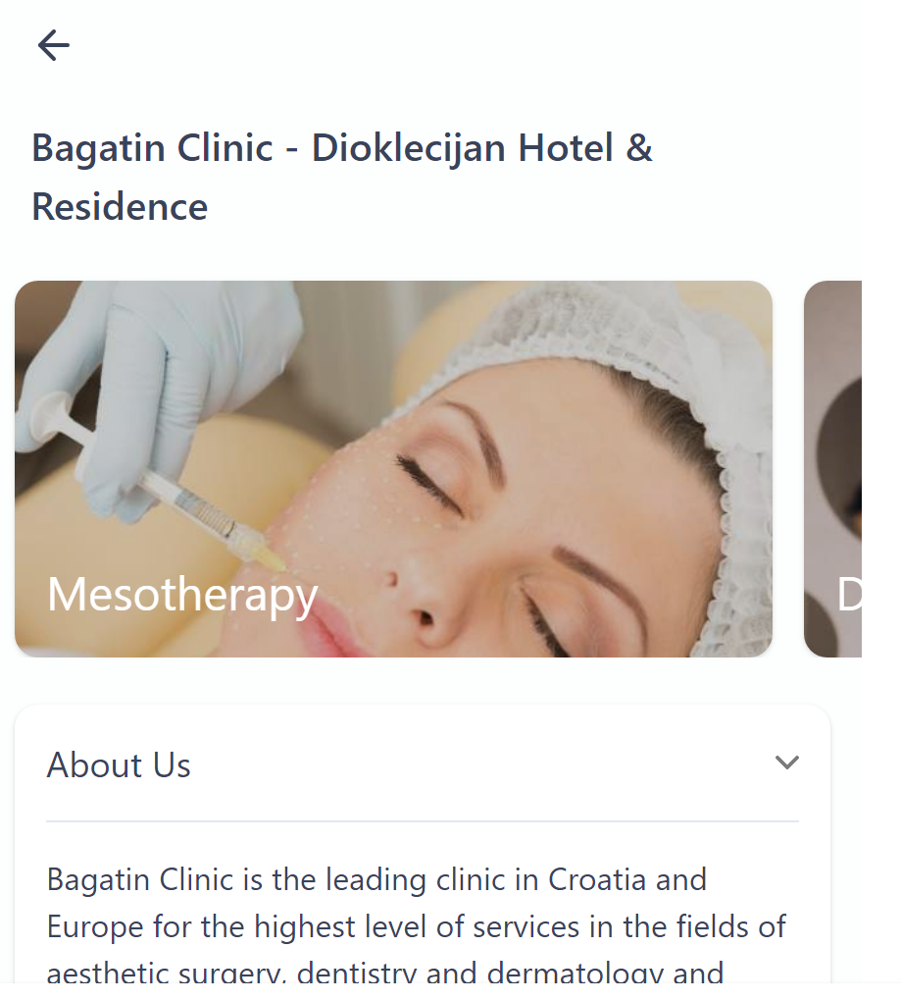 Bagatin Clinic - Dioklecijan Hotel &
Residence
Mesotherapy
D
About Us
Bagatin Clinic is the leading clinic in Croatia and
Europe for the highest level of services in the fields of
aesthetic surgery, dentistry and dermatology and